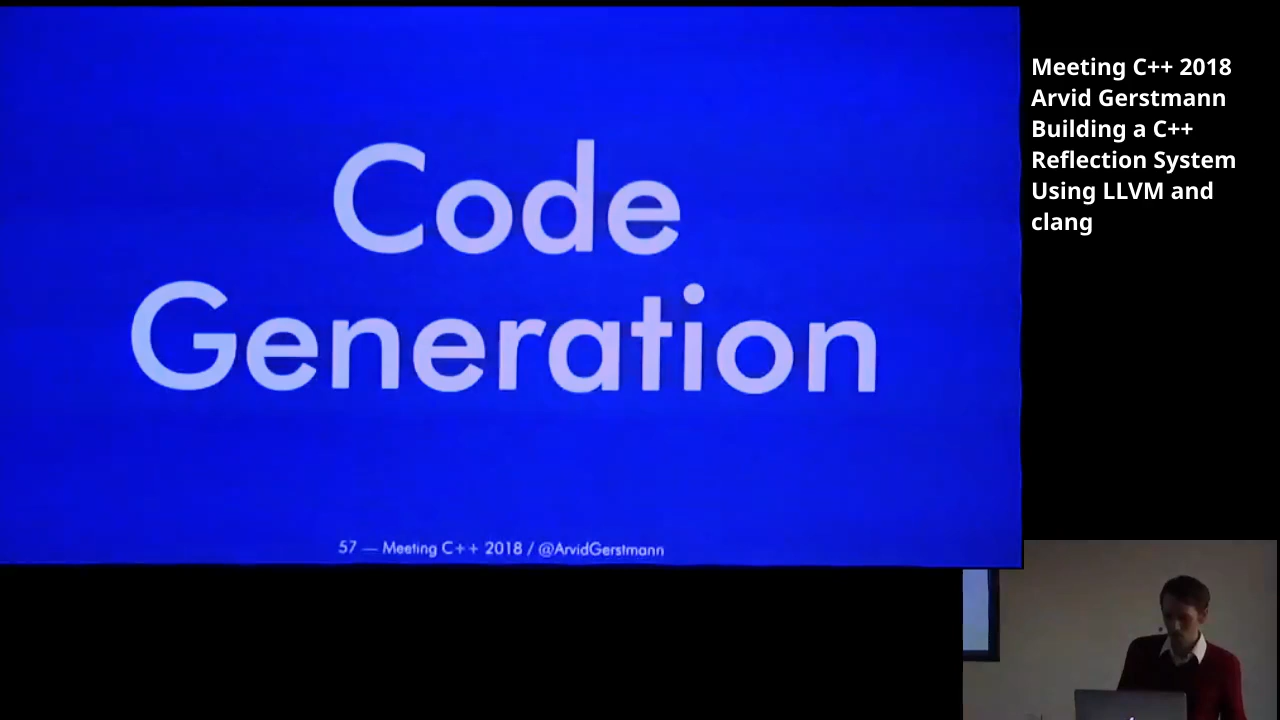 Code
Generation
57 — Meeting C++ 2018 / @ArvidGerstmann
Meeting C++ 2018
Arvid Gerstmann
Building a C++
Reflection System
Using LLVM and
clang